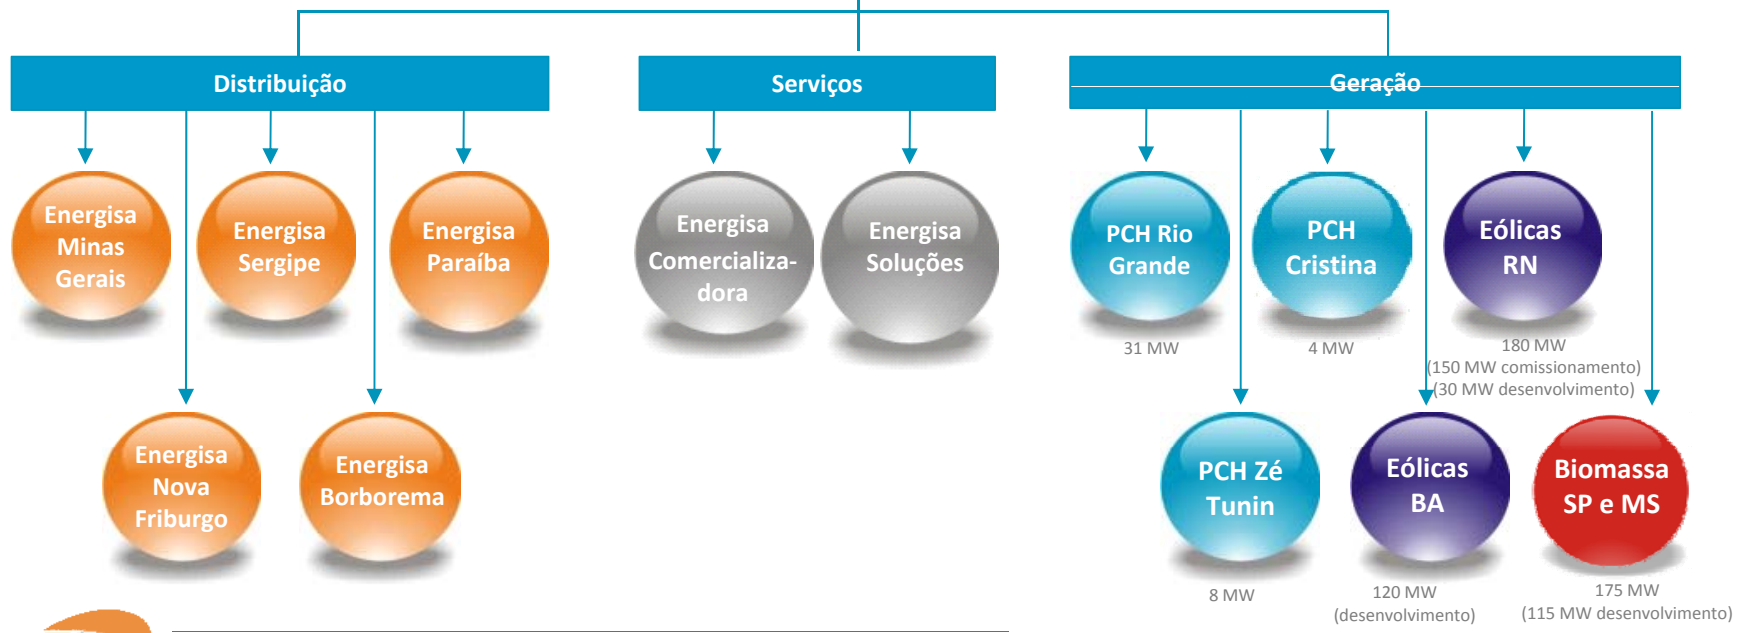 Distribuição
Serviços
Geração
Energisa
Minas
Gerais
Energisa
Sergipe
Energisa
Paraíba
Energisa
Comercializa-
dora
Energisa
Soluções
PCH Rio
Grande
PCH
Cristina
Eólicas
RN
31 MW
4 MW
180 MW
(150 MW comissionamento)
(30 MW desenvolvimento)
Energisa
Nova
Friburgo
Energisa
Borborema
PCH Zé
Tunin
Eólicas
BA
Biomassa
SP e MS
8 MW
120 MW
(desenvolvimento)
175 MW
(115 MW desenvolvimento)